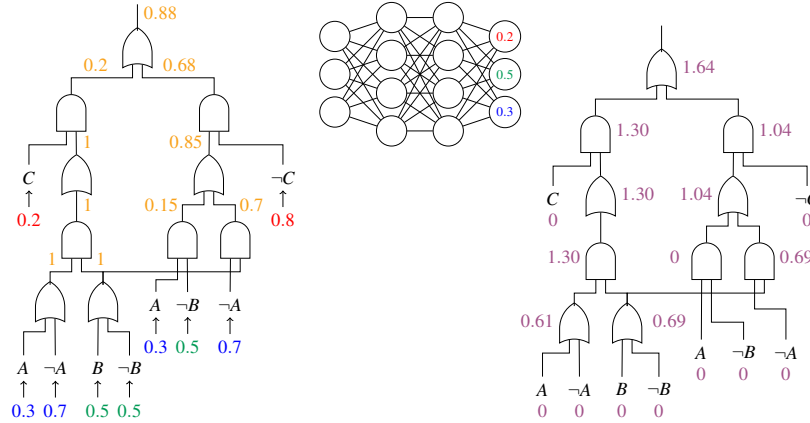 0.88
0.2 0.68
1 0.85
C ¬C
0.2 0.8
1 0.15 0.7
1 1
A ¬B ¬A
0.3 0.5 0.7
A ¬A B ¬B
0.3 0.7 0.5 0.5
0.2
0.5
0.3
1.64
1.30 1.04
C 1.30 1.04 ¬C
0 0
1.30 0 0.69
0.61 0.69
A ¬B ¬A
0 0 0
A ¬A B ¬B
0 0 0 0